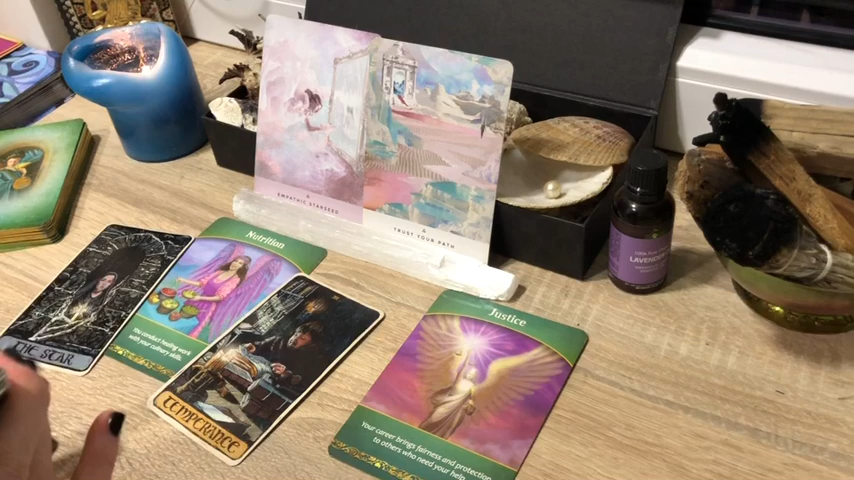 EMPATHIC STARSEED
TRUST YOUR PATH
LAVENDER
Nutrition
You conduct healing work
with your culinary skills.
THE STAR
TEMPERANCE
Justice
Your career brings fairness and protection
to others who need your help.